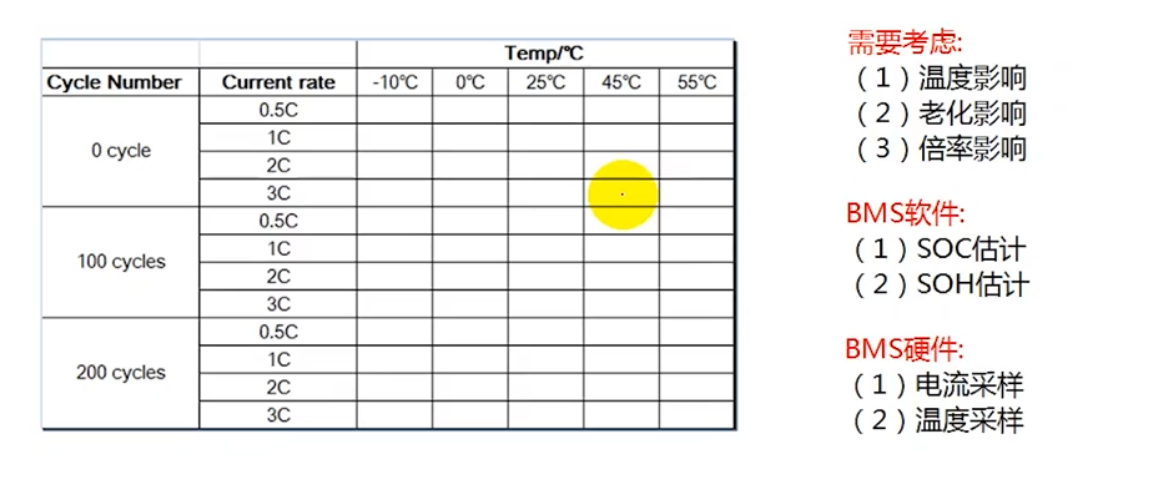 Temp/℃
Cycle Number Current rate -10℃ 0℃ 25℃ 45℃ 55℃
0 cycle
0.5C
1C
2C
3C
100 cycles
0.5C
1C
2C
3C
200 cycles
0.5C
1C
2C
3C
需要考虑:
（1）温度影响
（2）老化影响
（3）倍率影响
BMS软件:
（1）SOC估计
（2）SOH估计
BMS硬件:
（1）电流采样
（2）温度采样